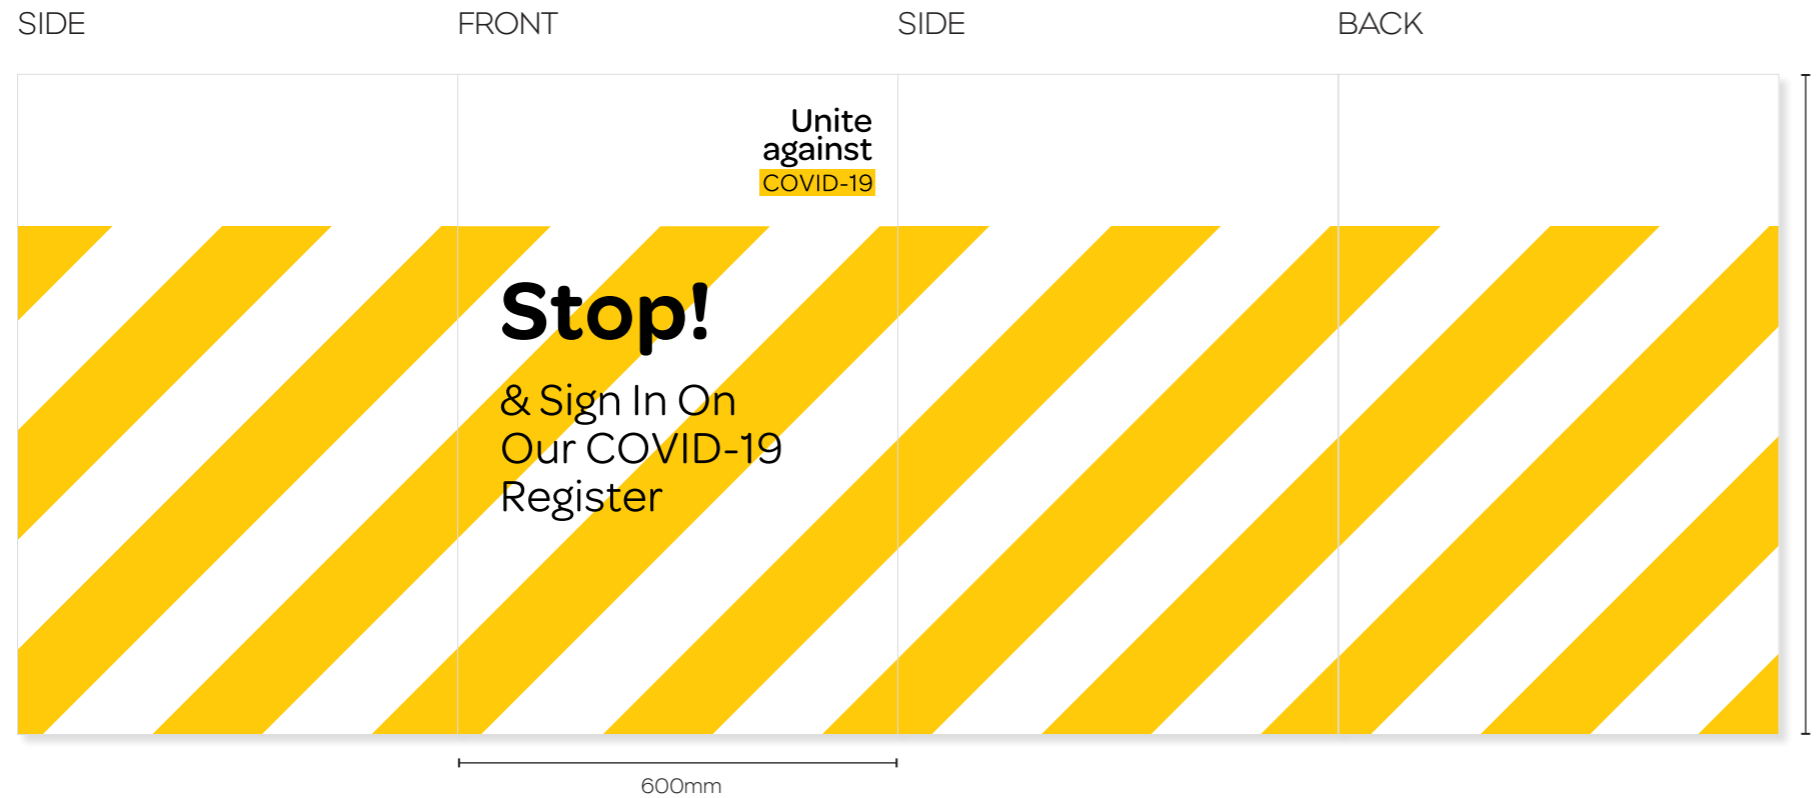 SIDE
FRONT
SIDE
BACK
Unite
against
COVID-19
Stop!
& Sign In On
Our COVID-19
Register
600mm